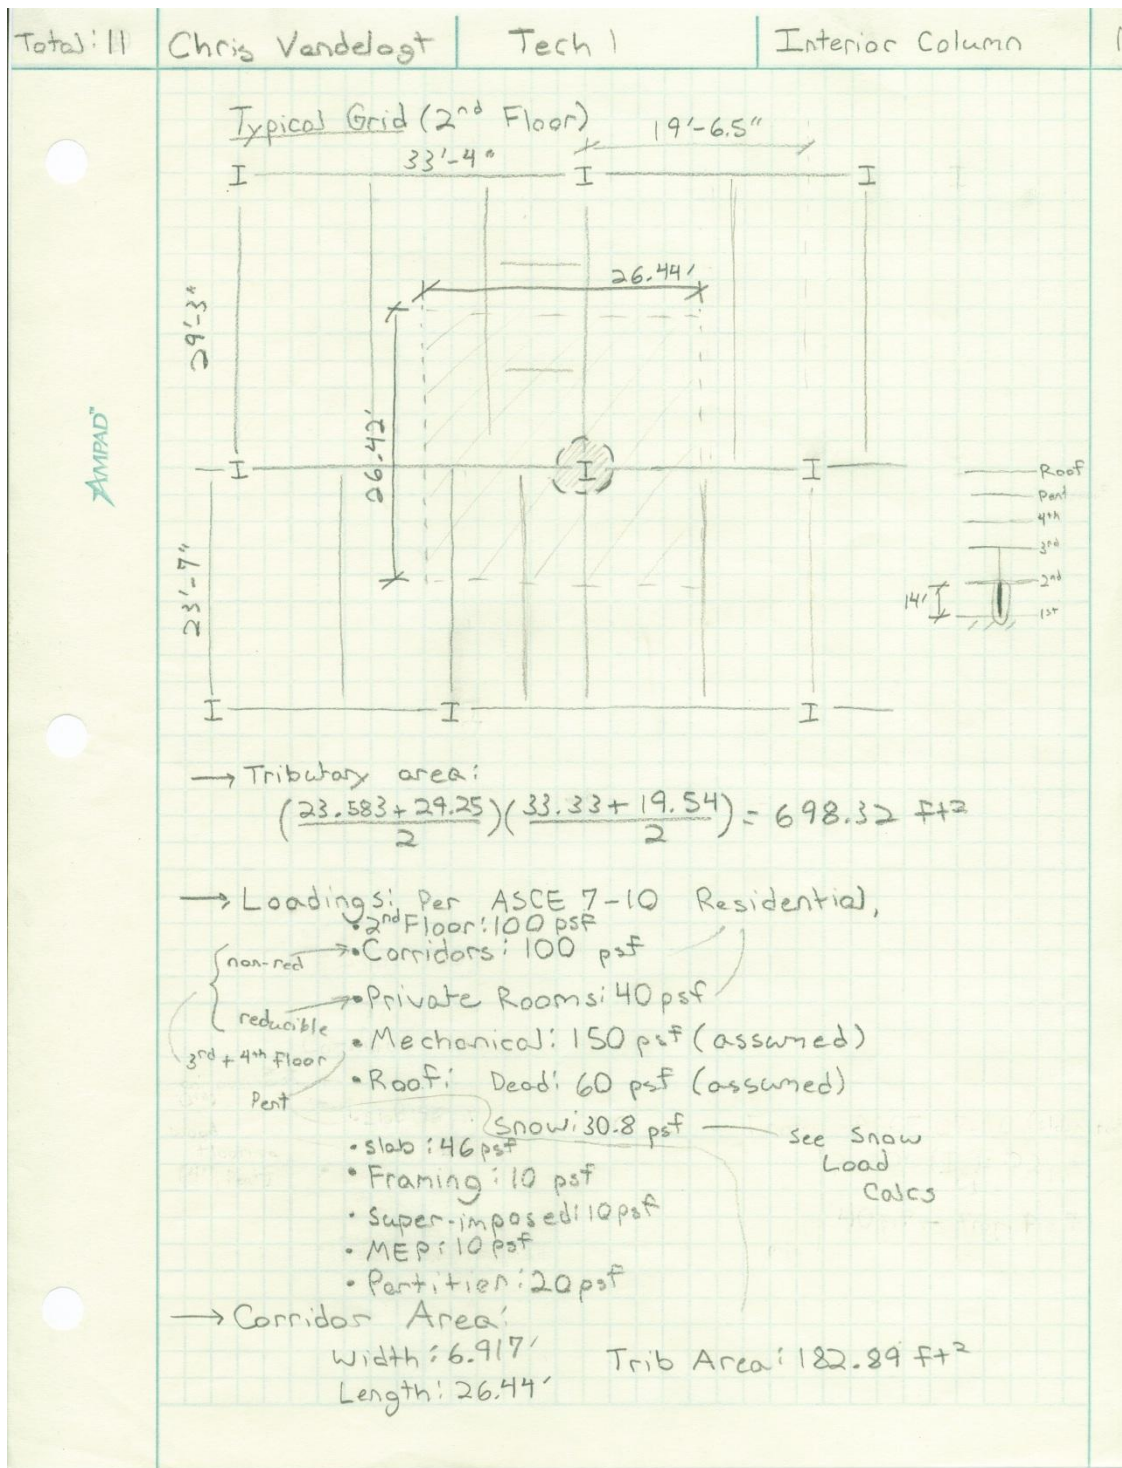 Total: 11
Chris Vandelogt
Tech 1
Interior Column
1
Typical Grid (2nd Floor)
19'-6.5"
33'-4"
I I I
26.44'
29'-3"
26.42'
AMPAD™
I I I
Roof
Pent
4th
3rd
2nd
1st
14'
23'-7"
I I I
→ Tributary area:
(23.583+29.25/2)(33.33+19.54/2) = 698.32 ft²
→ Loadings: Per ASCE 7-10 Residential,
• 2nd Floor: 100 psf
non-red → • Corridors: 100 psf
reducible → • Private Rooms: 40 psf
3rd + 4th floor
• Mechanical: 150 psf (assumed)
Pent
• Roof: Dead: 60 psf (assumed)
Snow: 30.8 psf — See Snow
Load
Calcs
• Slab: 46 psf
• Framing: 10 psf
• Super-imposed: 10 psf
• MEP: 10 psf
• Partition: 20 psf
→ Corridor Area:
Width: 6.917'
Length: 26.44'
Trib Area: 182.89 ft²